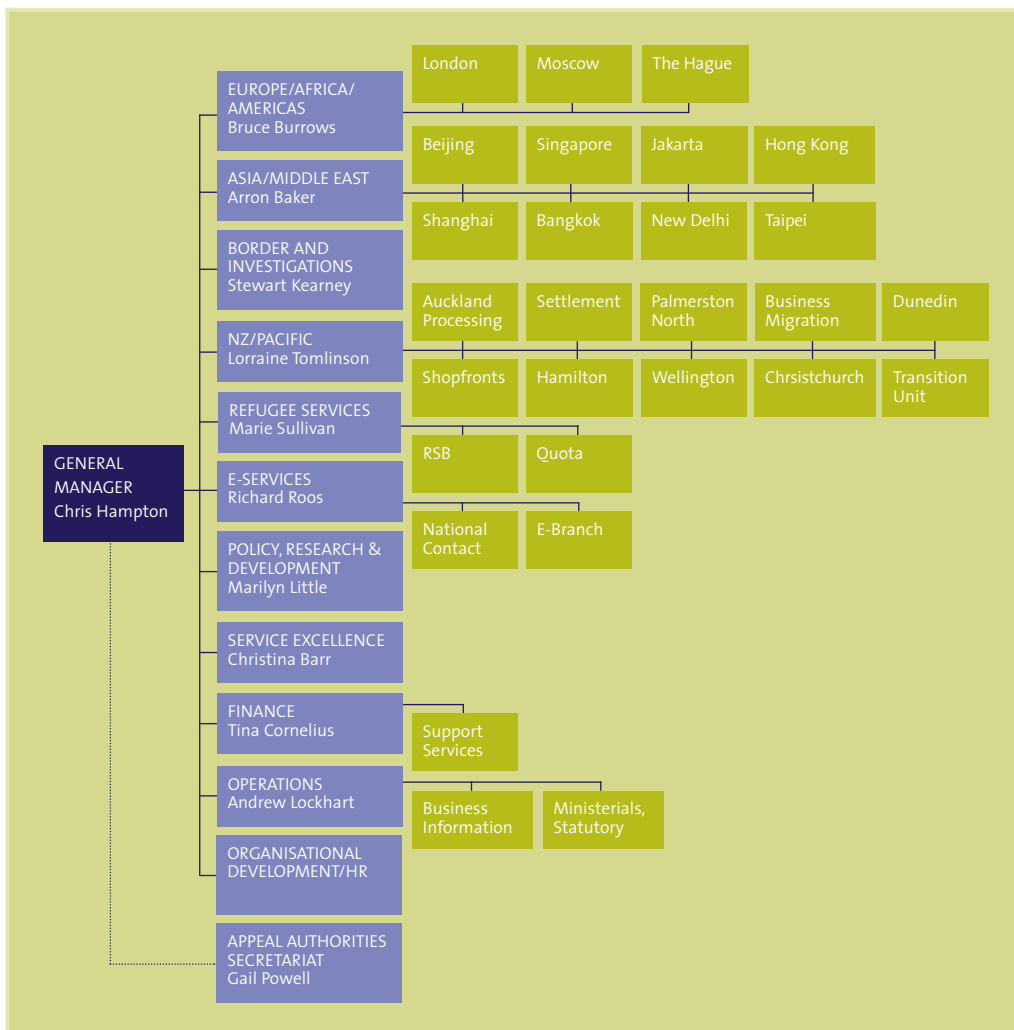 London
Moscow
The Hague
EUROPE/AFRICA/
AMERICAS
Bruce Burrows
Beijing
Singapore
Jakarta
Hong Kong
ASIA/MIDDLE EAST
Arron Baker
Shanghai
Bangkok
New Delhi
Taipei
BORDER AND
INVESTIGATIONS
Stewart Kearney
Auckland
Processing
Settlement
Palmerston
North
Business
Migration
Dunedin
NZ/PACIFIC
Lorraine Tomlinson
Shopfronts
Hamilton
Wellington
Chrsistchurch
Transition
Unit
REFUGEE SERVICES
Marie Sullivan
RSB
Quota
GENERAL
MANAGER
Chris Hampton
E-SERVICES
Richard Roos
National
Contact
E-Branch
POLICY, RESEARCH &
DEVELOPMENT
Marilyn Little
SERVICE EXCELLENCE
Christina Barr
FINANCE
Tina Cornelius
Support
Services
OPERATIONS
Andrew Lockhart
Business
Information
Ministerials,
Statutory
ORGANISATIONAL
DEVELOPMENT/HR
APPEAL AUTHORITIES
SECRETARIAT
Gail Powell